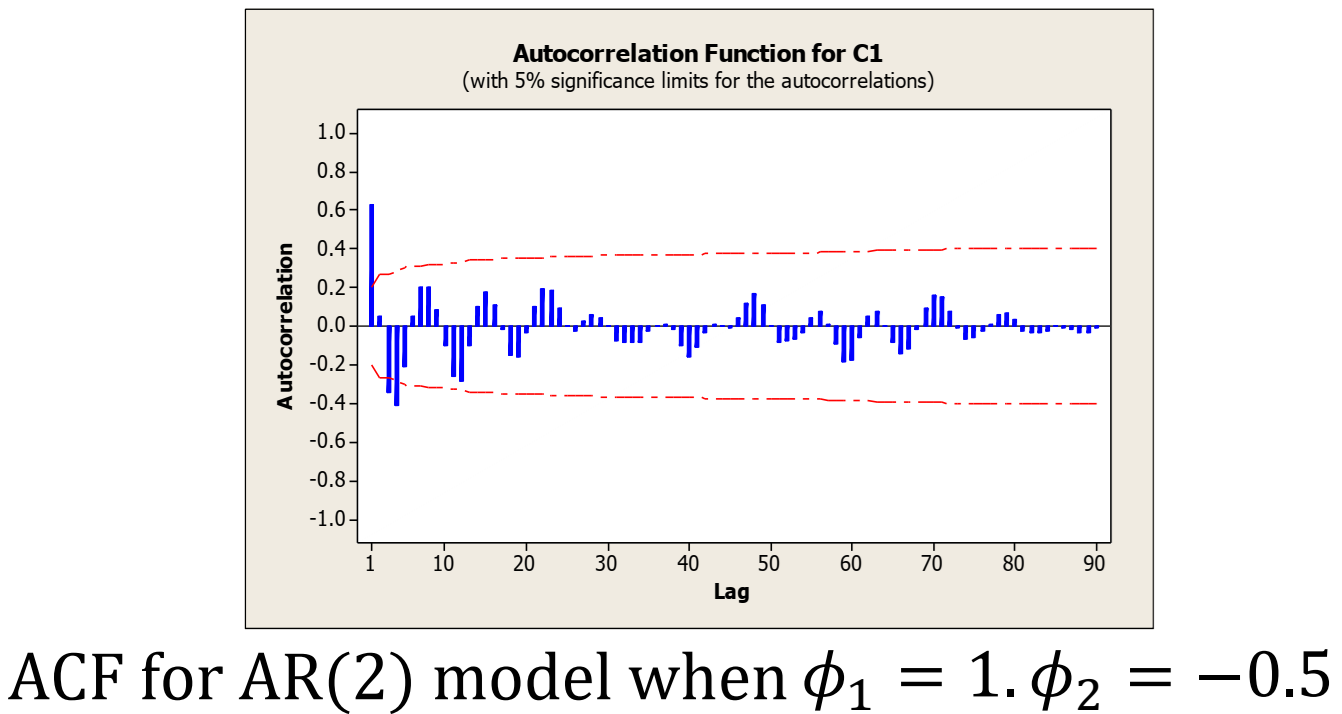 Autocorrelation Function for C1
(with 5% significance limits for the autocorrelations)
Autocorrelation
1.0
0.8
0.6
0.4
0.2
0.0
-0.2
-0.4
-0.6
-0.8
-1.0
1 10 20 30 40 50 60 70 80 90
Lag
ACF for AR(2) model when ϕ₁ = 1. ϕ₂ = −0.5